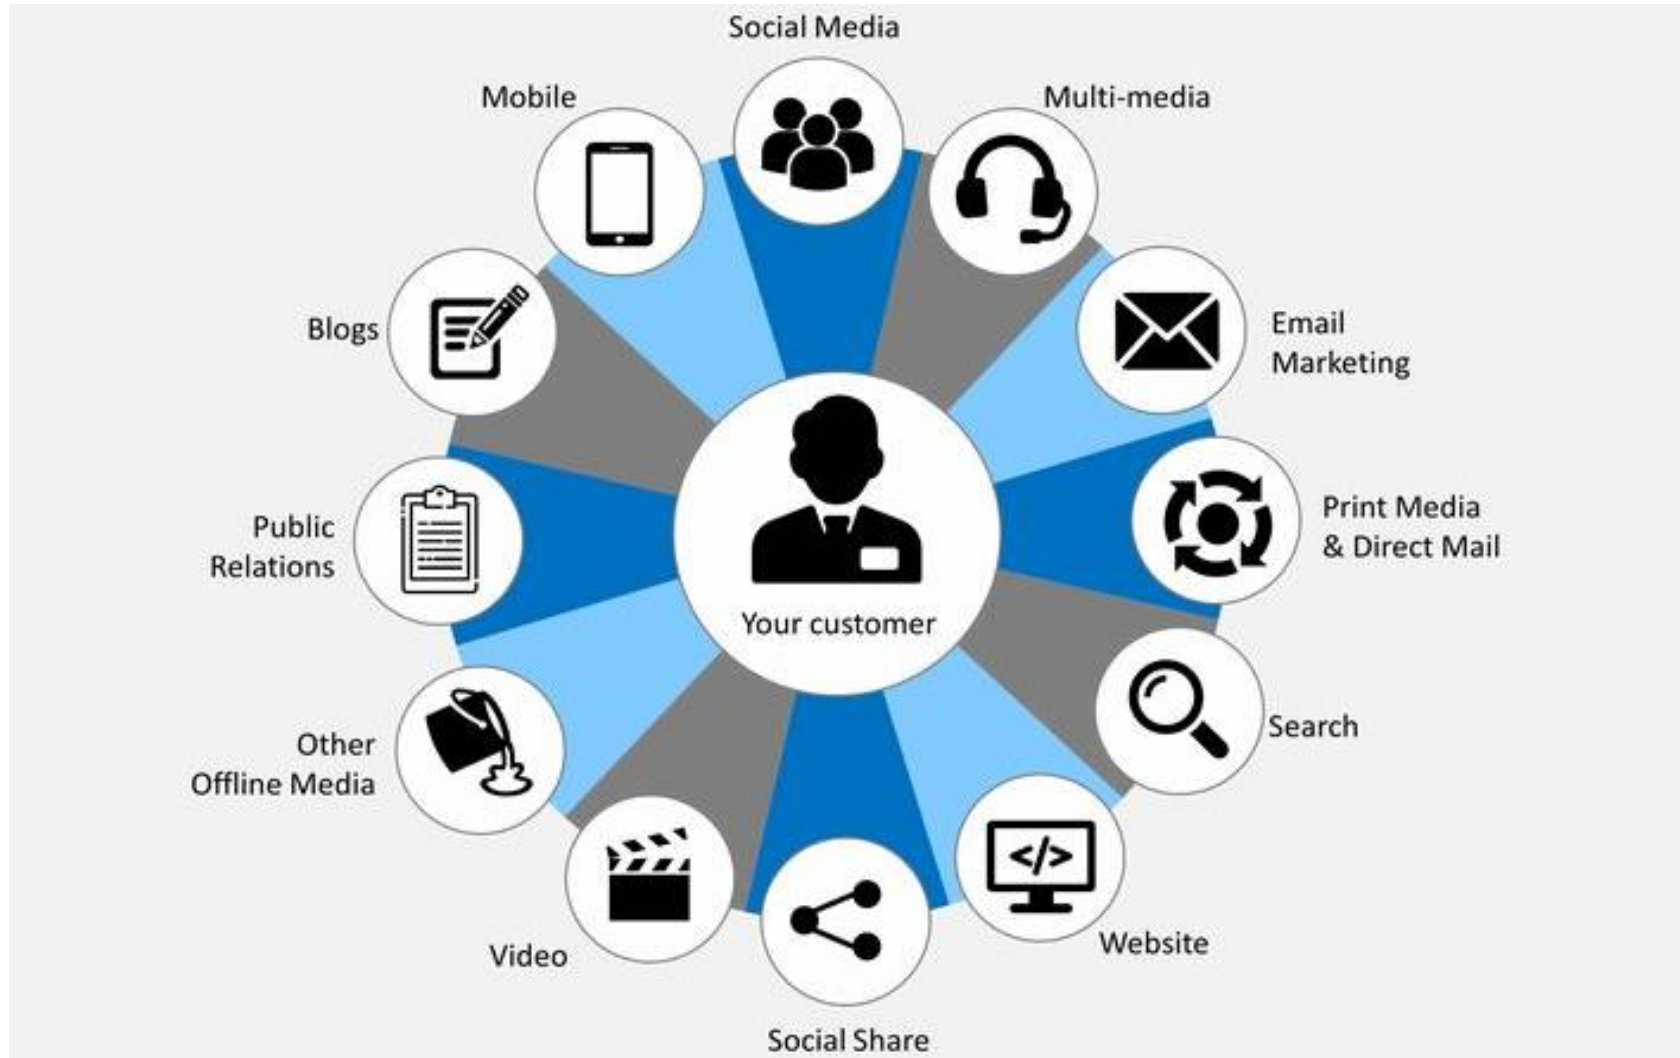 Social Media
Mobile
Multi-media
Blogs
Email
Marketing
Public
Relations
Your customer
Print Media
& Direct Mail
Other
Offline Media
Search
Video
Website
Social Share